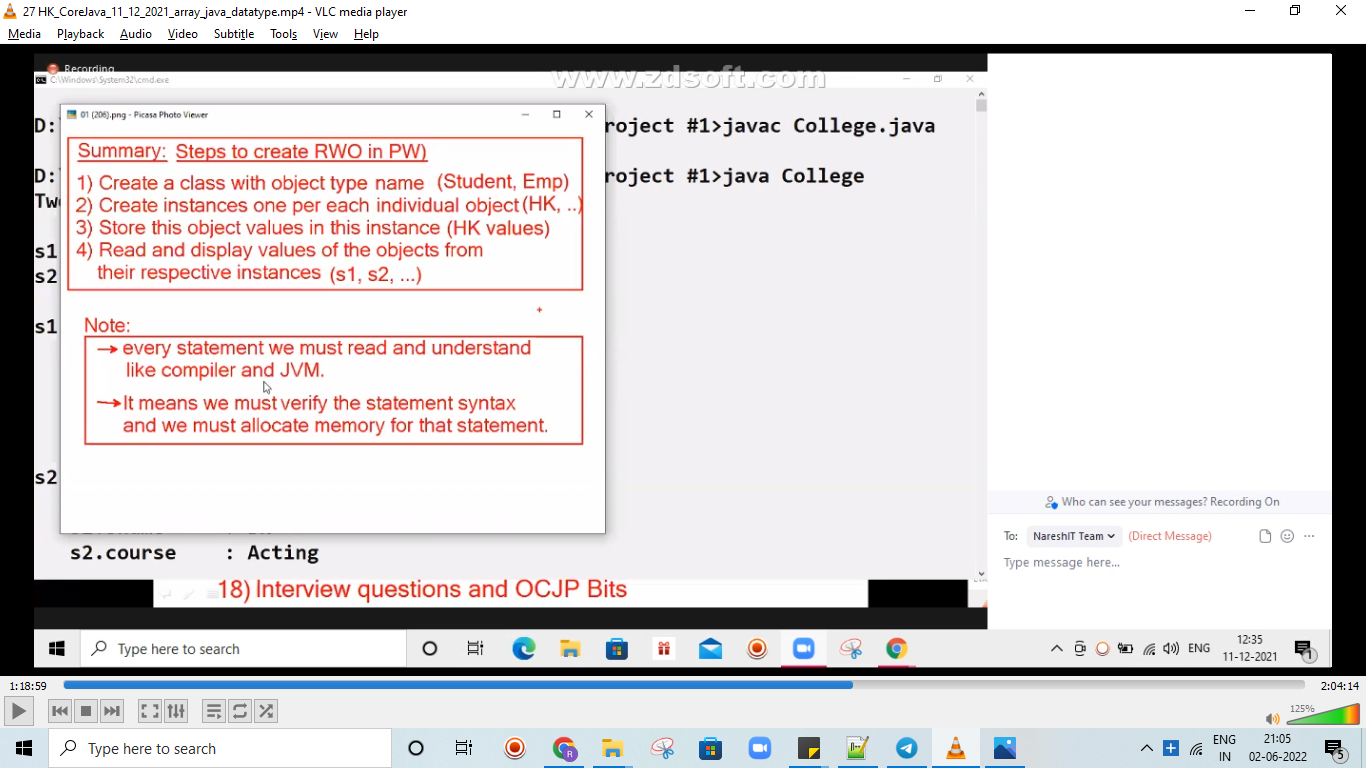 27 HK_CoreJava_11_12_2021_array_java_datatype.mp4 - VLC media player
Media Playback Audio Video Subtitle Tools View Help
Recording
www.zdsoft.com
C:\Windows\System32\cmd.exe
01 (206).png - Picasa Photo Viewer
D:
roject #1>javac College.java
D:
roject #1>java College
s1
s2
s1
s2
Summary: Steps to create RWO in PW)
1) Create a class with object type name (Student, Emp)
2) Create instances one per each individual object (HK, ..)
3) Store this object values in this instance (HK values)
4) Read and display values of the objects from
their respective instances (s1, s2, ...)
Note:
→ every statement we must read and understand
like compiler and JVM.
→ It means we must verify the statement syntax
and we must allocate memory for that statement.
s2.course : Acting
18) Interview questions and OCJP Bits
Who can see your messages? Recording On
To: NareshIT Team (Direct Message)
Type message here...
Type here to search
ENG
12:35
11-12-2021
1
1:18:59
2:04:14
125%
Type here to search
ENG
IN
21:05
02-06-2022
5